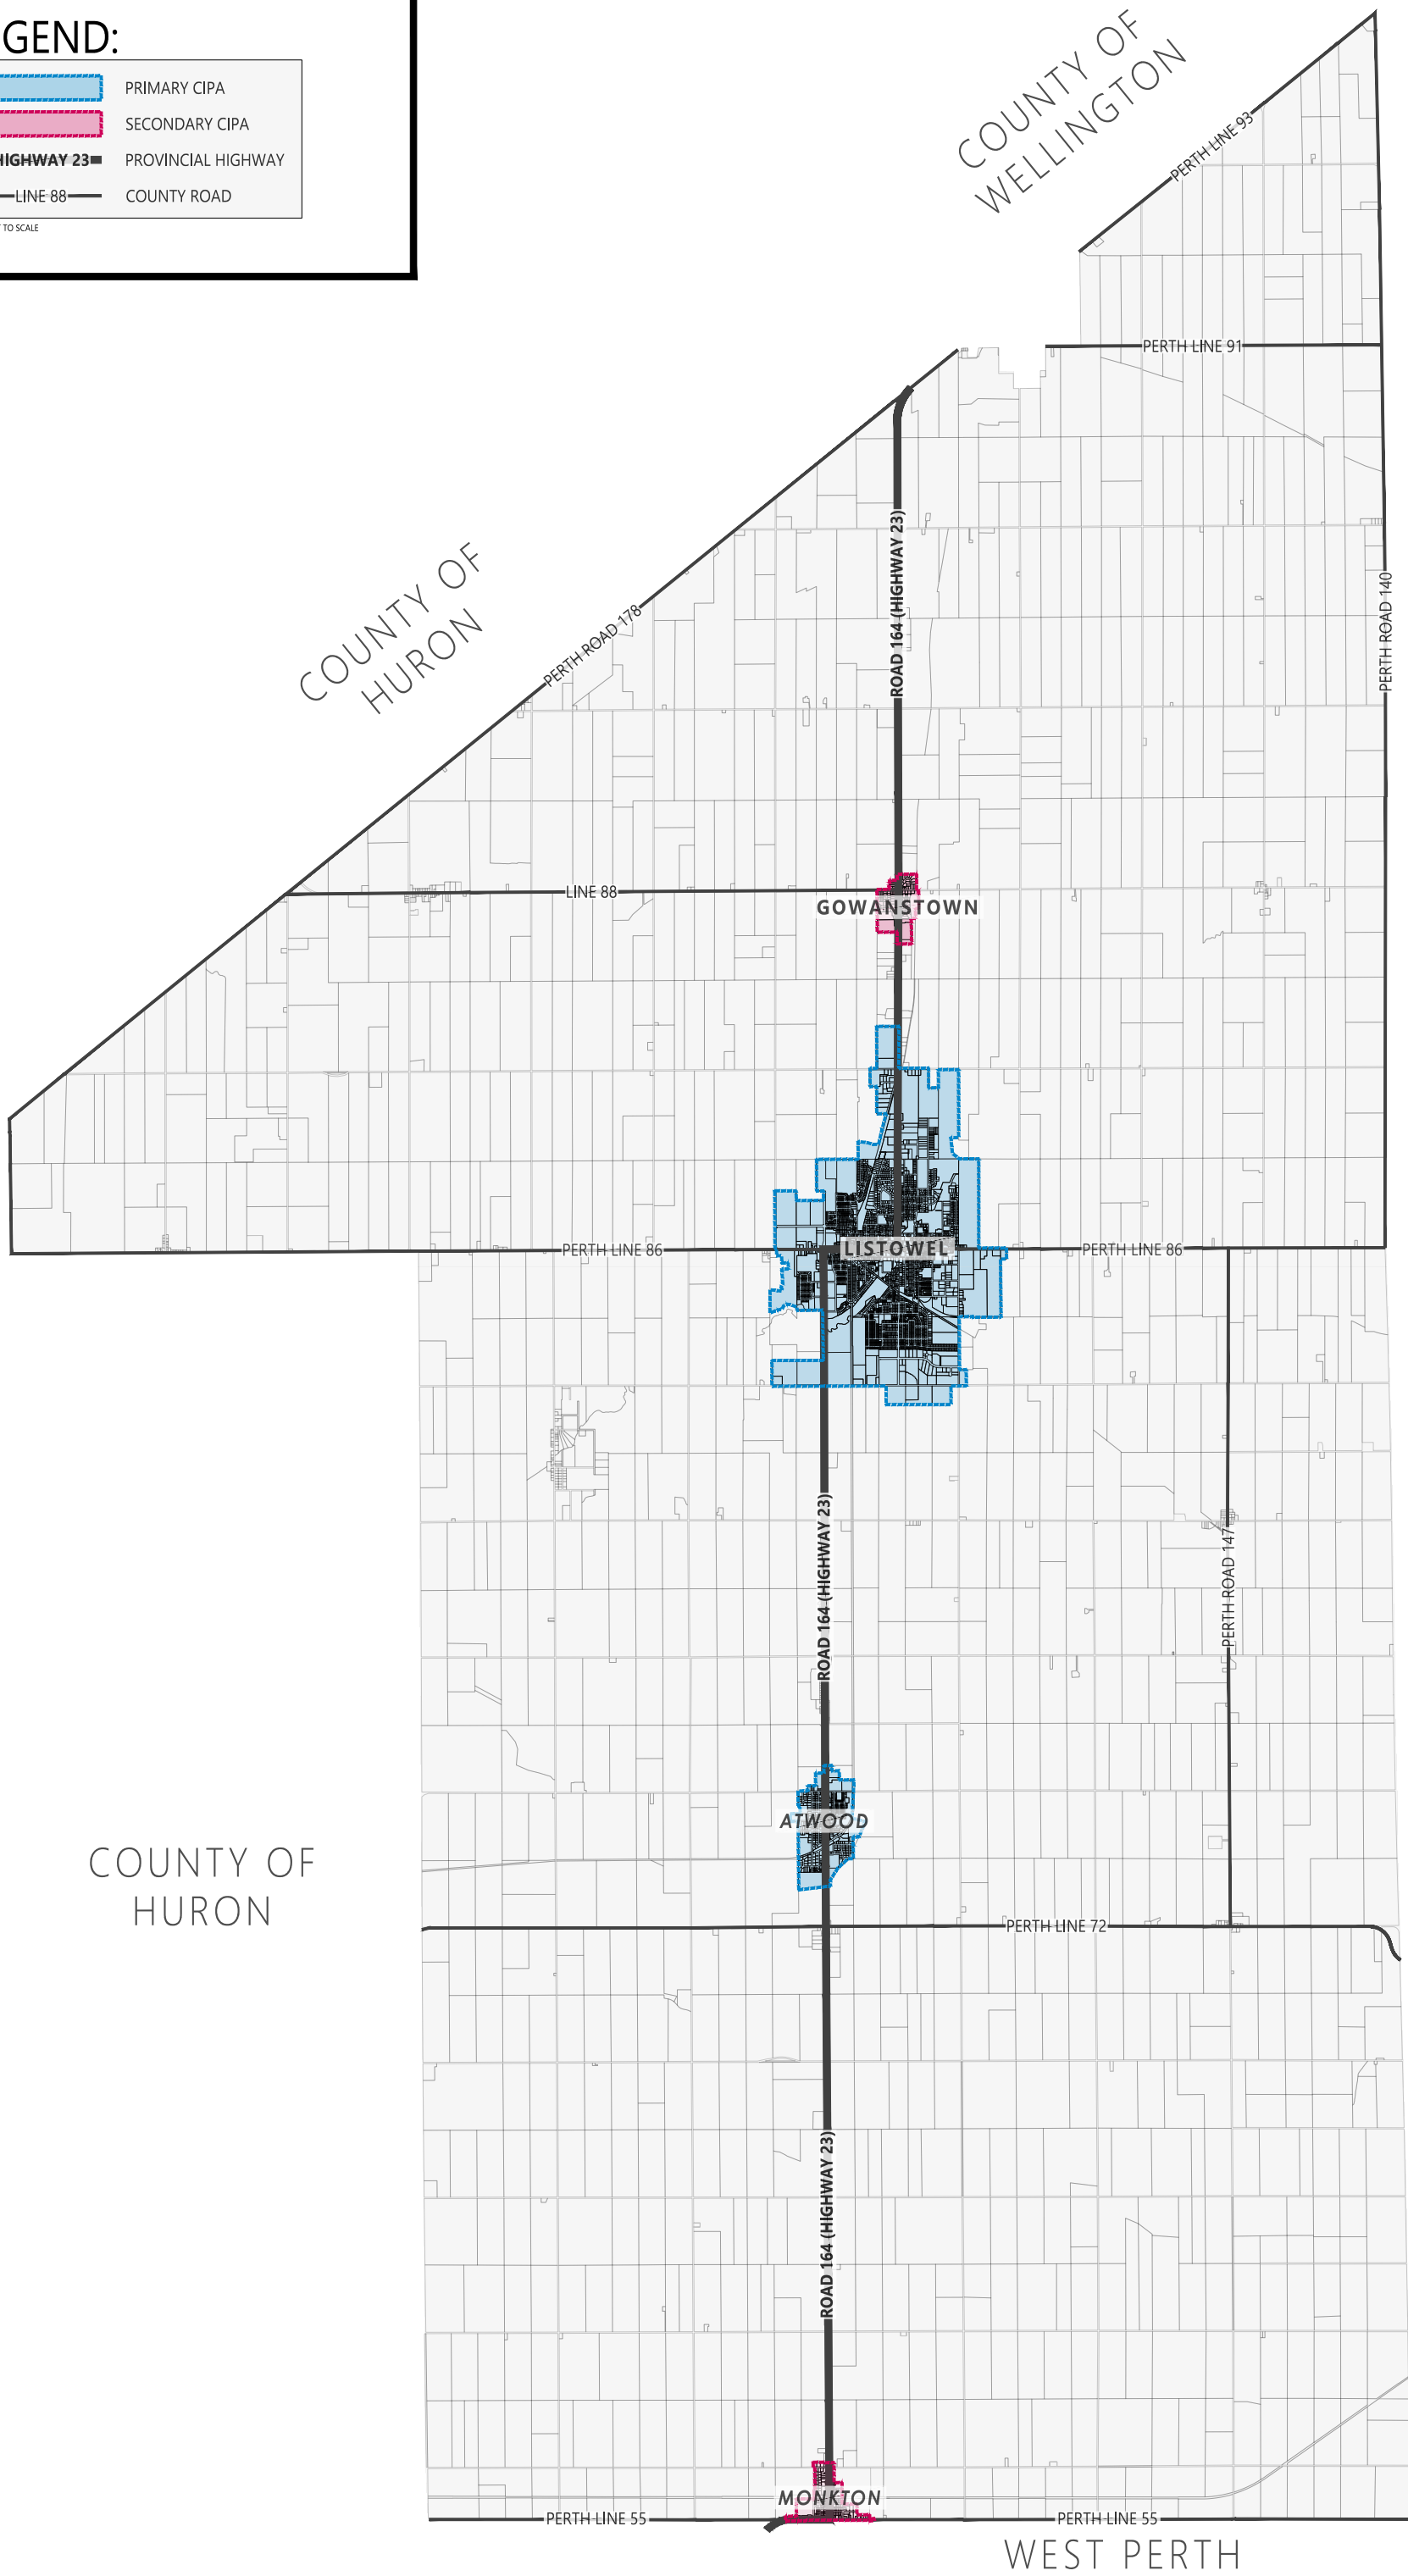 GEND:
PRIMARY CIPA
SECONDARY CIPA
HIGHWAY 23
PROVINCIAL HIGHWAY
LINE 88
COUNTY ROAD
TO SCALE
COUNTY OF
WELLINGTON
PERTH LINE 93
PERTH LINE 91
ROAD 164 (HIGHWAY 23)
COUNTY OF
HURON
PERTH ROAD 178
PERTH ROAD 140
LINE 88
GOWANSTOWN
PERTH LINE 86
LISTOWEL
PERTH LINE 86
ROAD 164 (HIGHWAY 23)
PERTH ROAD 147
ATWOOD
COUNTY OF
HURON
PERTH LINE 72
ROAD 164 (HIGHWAY 23)
MONKTON
PERTH LINE 55
PERTH LINE 55
WEST PERTH